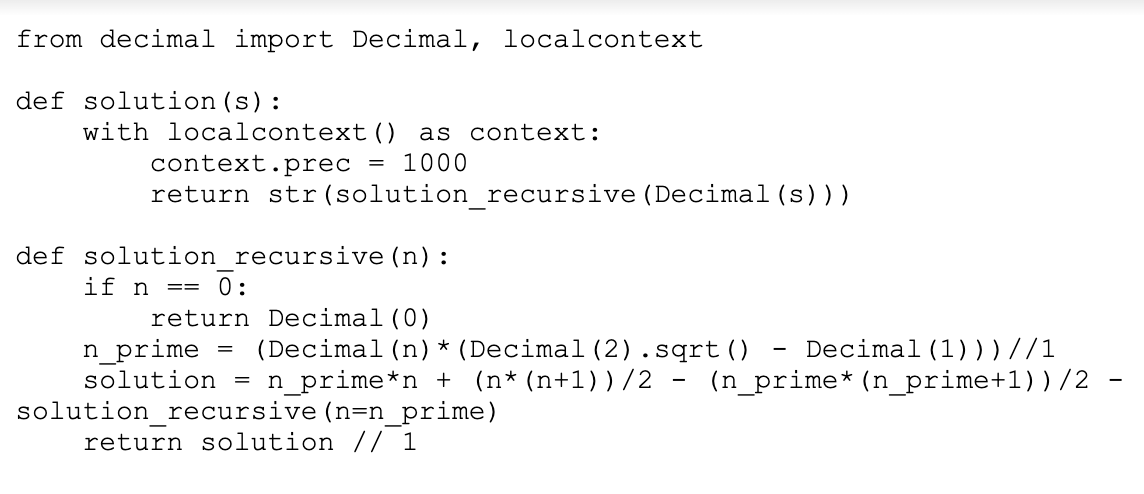 from decimal import Decimal, localcontext

def solution(s):
    with localcontext() as context:
        context.prec = 1000
        return str(solution_recursive(Decimal(s)))

def solution_recursive(n):
    if n == 0:
        return Decimal(0)
    n_prime = (Decimal(n)*(Decimal(2).sqrt() - Decimal(1)))//1
    solution = n_prime*n + (n*(n+1))/2 - (n_prime*(n_prime+1))/2 -
solution_recursive(n=n_prime)
    return solution // 1